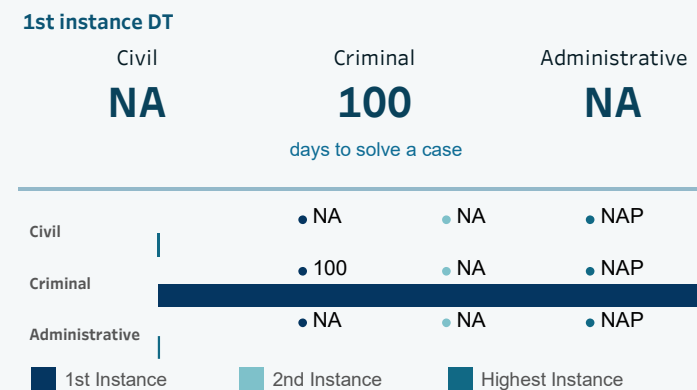 1st instance DT
Civil Criminal Administrative
NA 100 NA
days to solve a case
Civil • NA • NA • NAP
Criminal • 100 • NA • NAP
Administrative • NA • NA • NAP
1st Instance 2nd Instance Highest Instance